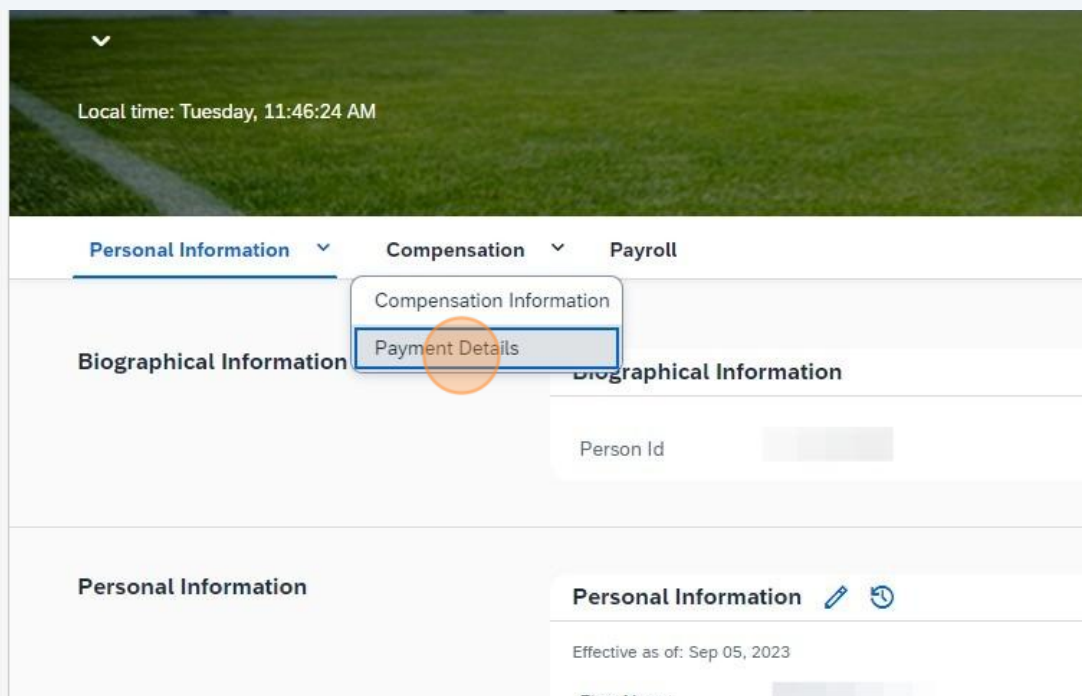 Local time: Tuesday, 11:46:24 AM
Personal Information Compensation Payroll
Compensation Information
Payment Details
Biographical Information
Biographical Information
Person Id
Personal Information
Personal Information
Effective as of: Sep 05, 2023